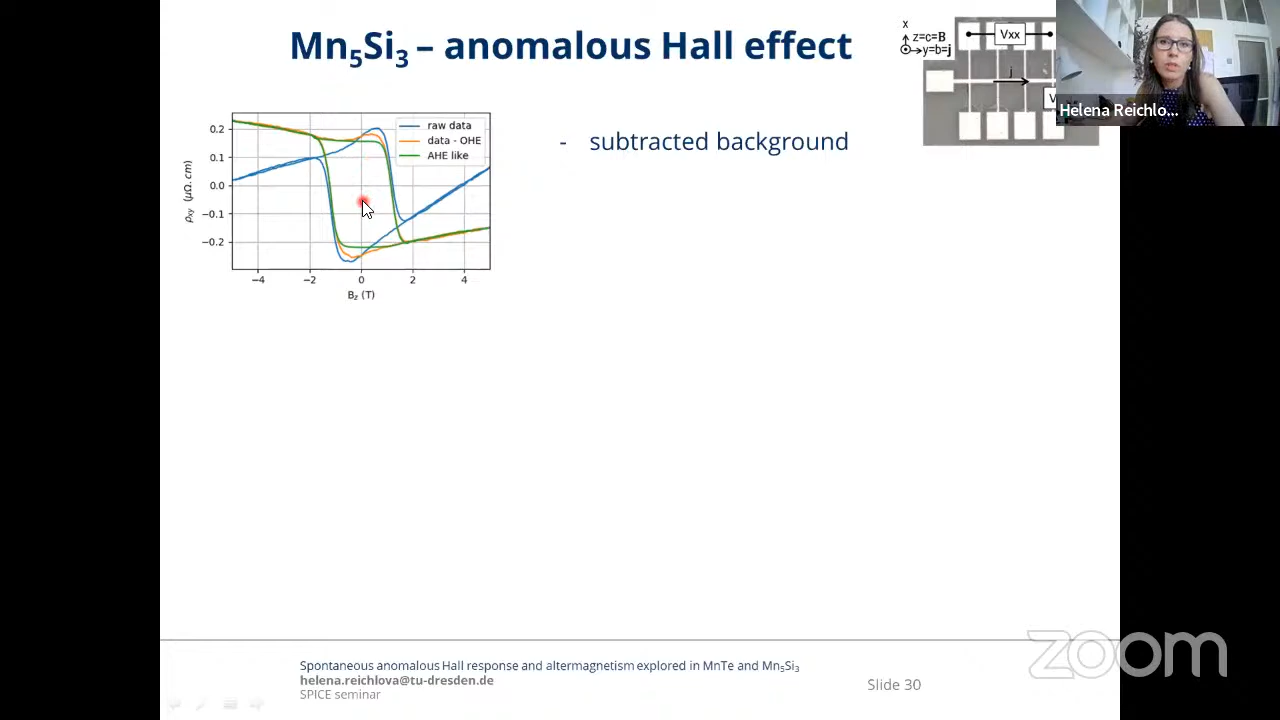 Mn₅Si₃ – anomalous Hall effect
x
z=c=B
y=b=j
Vxx
j
V
Helena Reichlo...
raw data
data - OHE
AHE like
- subtracted background
0.2
0.1
0.0
−0.1
−0.2
ρxy (μΩ.cm)
−4 −2 0 2 4
Bz (T)
zoom
Spontaneous anomalous Hall response and altermagnetism explored in MnTe and Mn₅Si₃
helena.reichlova@tu-dresden.de
SPICE seminar
Slide 30